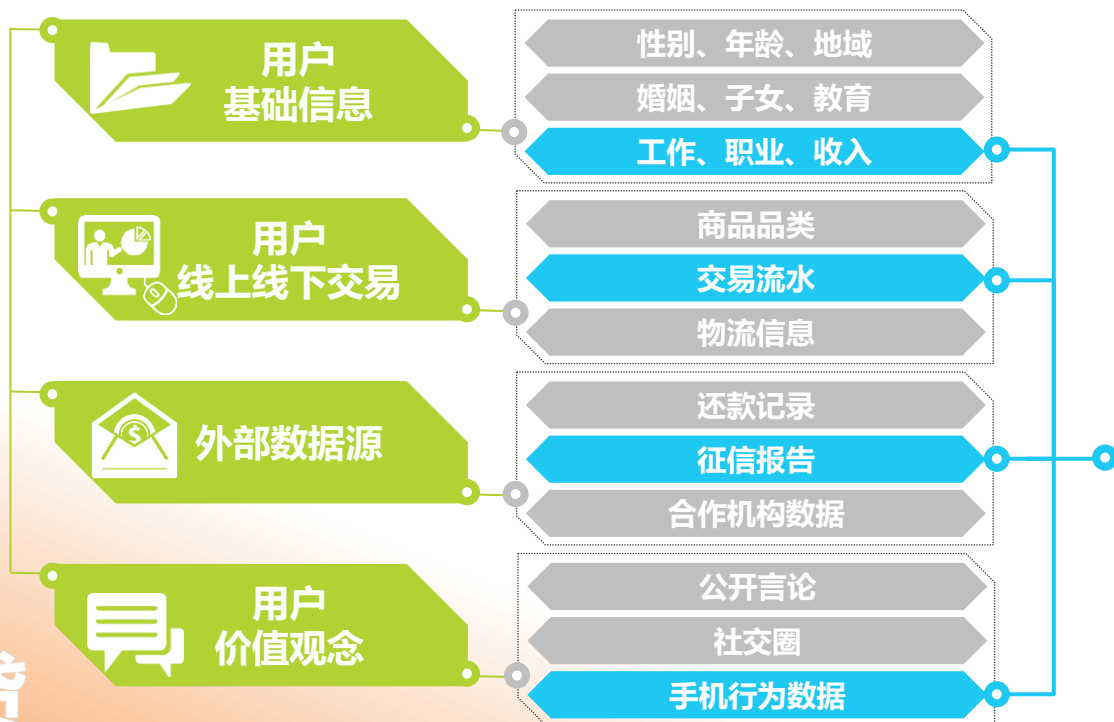 用户
基础信息
性别、年龄、地域
婚姻、子女、教育
工作、职业、收入
用户
线上线下交易
商品品类
交易流水
物流信息
外部数据源
$
还款记录
征信报告
合作机构数据
用户
价值观念
公开言论
社交圈
手机行为数据